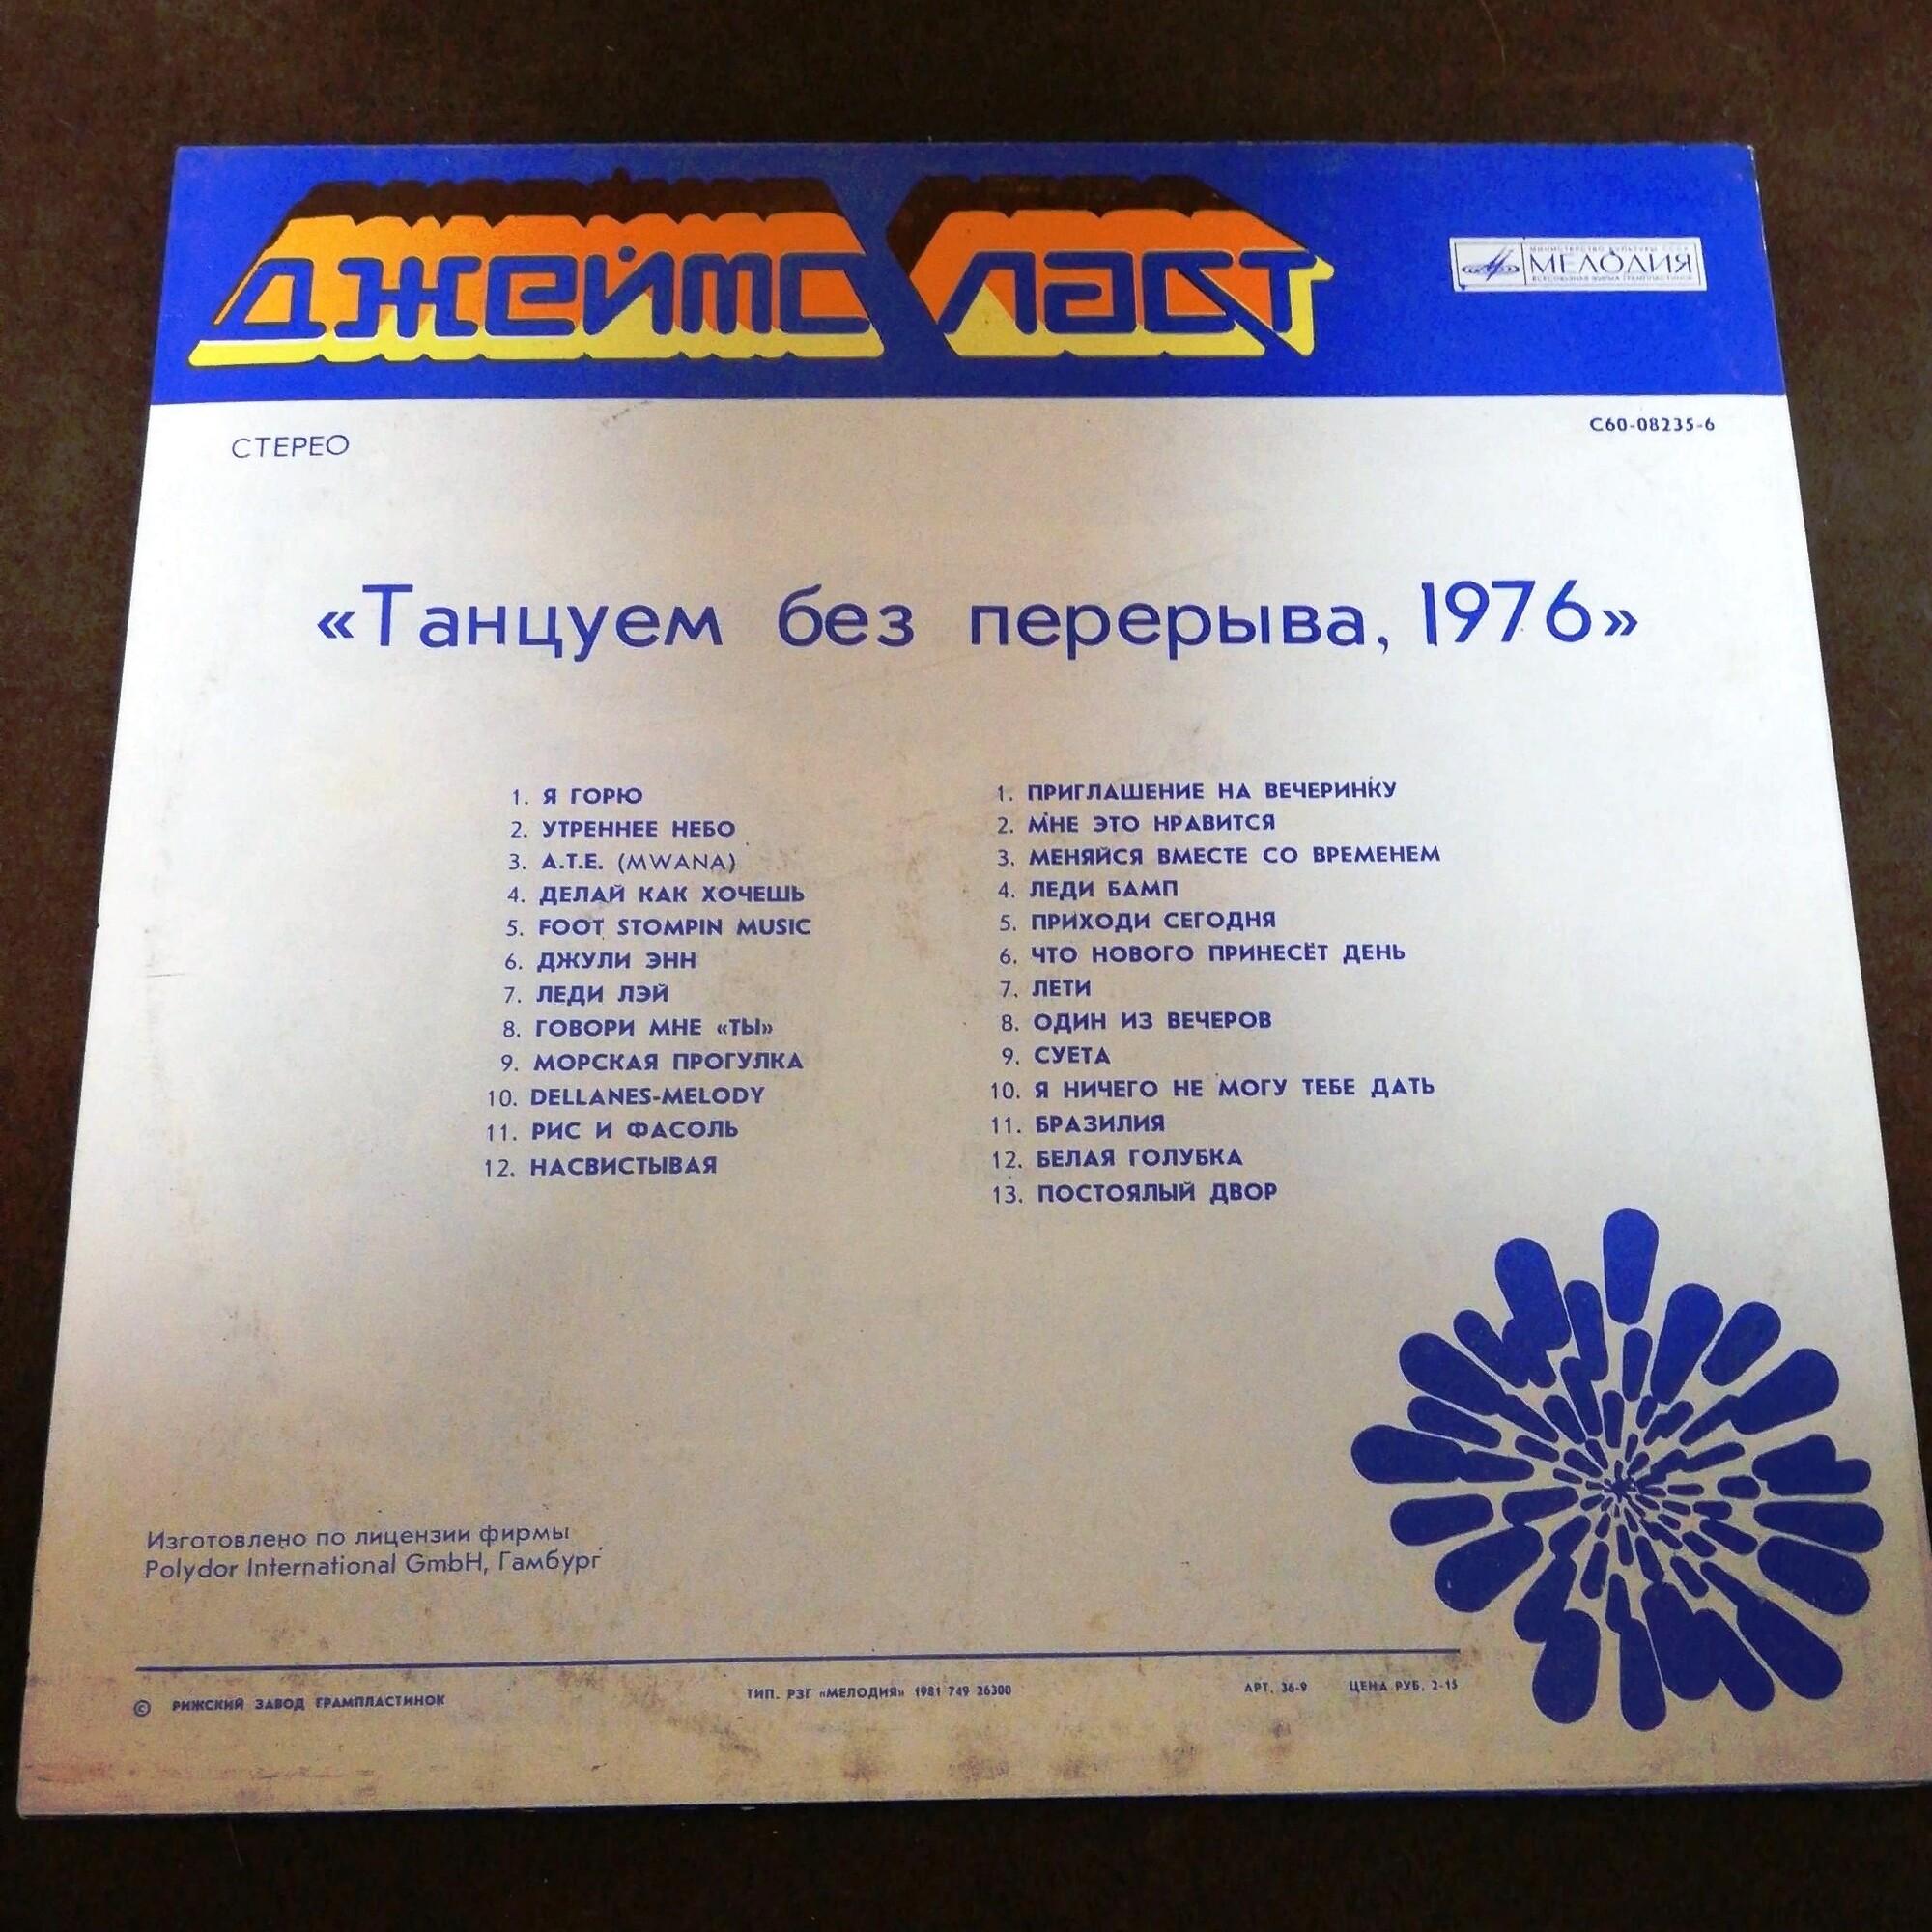 ДЖЕЙМС ЛАСТ
МИНИСТЕРСТВО КУЛЬТУРЫ СССР
МЕЛОДИЯ
ВСЕСОЮЗНАЯ ФИРМА ГРАМПЛАСТИНОК
С60-08235-6
СТЕРЕО
«Танцуем без перерыва, 1976»
1. Я ГОРЮ
2. УТРЕННЕЕ НЕБО
3. А.Т.Е. (MWANA)
4. ДЕЛАЙ КАК ХОЧЕШЬ
5. FOOT STOMPIN MUSIC
6. ДЖУЛИ ЭНН
7. ЛЕДИ ЛЭЙ
8. ГОВОРИ МНЕ «ТЫ»
9. МОРСКАЯ ПРОГУЛКА
10. DELLANES-MELODY
11. РИС И ФАСОЛЬ
12. НАСВИСТЫВАЯ
1. ПРИГЛАШЕНИЕ НА ВЕЧЕРИНКУ
2. МНЕ ЭТО НРАВИТСЯ
3. МЕНЯЙСЯ ВМЕСТЕ СО ВРЕМЕНЕМ
4. ЛЕДИ БАМП
5. ПРИХОДИ СЕГОДНЯ
6. ЧТО НОВОГО ПРИНЕСЁТ ДЕНЬ
7. ЛЕТИ
8. ОДИН ИЗ ВЕЧЕРОВ
9. СУЕТА
10. Я НИЧЕГО НЕ МОГУ ТЕБЕ ДАТЬ
11. БРАЗИЛИЯ
12. БЕЛАЯ ГОЛУБКА
13. ПОСТОЯЛЫЙ ДВОР
Изготовлено по лицензии фирмы
Polydor International GmbH, Гамбург
© РИЖСКИЙ ЗАВОД ГРАМПЛАСТИНОК
ТИП. РЗГ «МЕЛОДИЯ» 1981 749 26300
АРТ. 36-9 ЦЕНА РУБ. 2-15